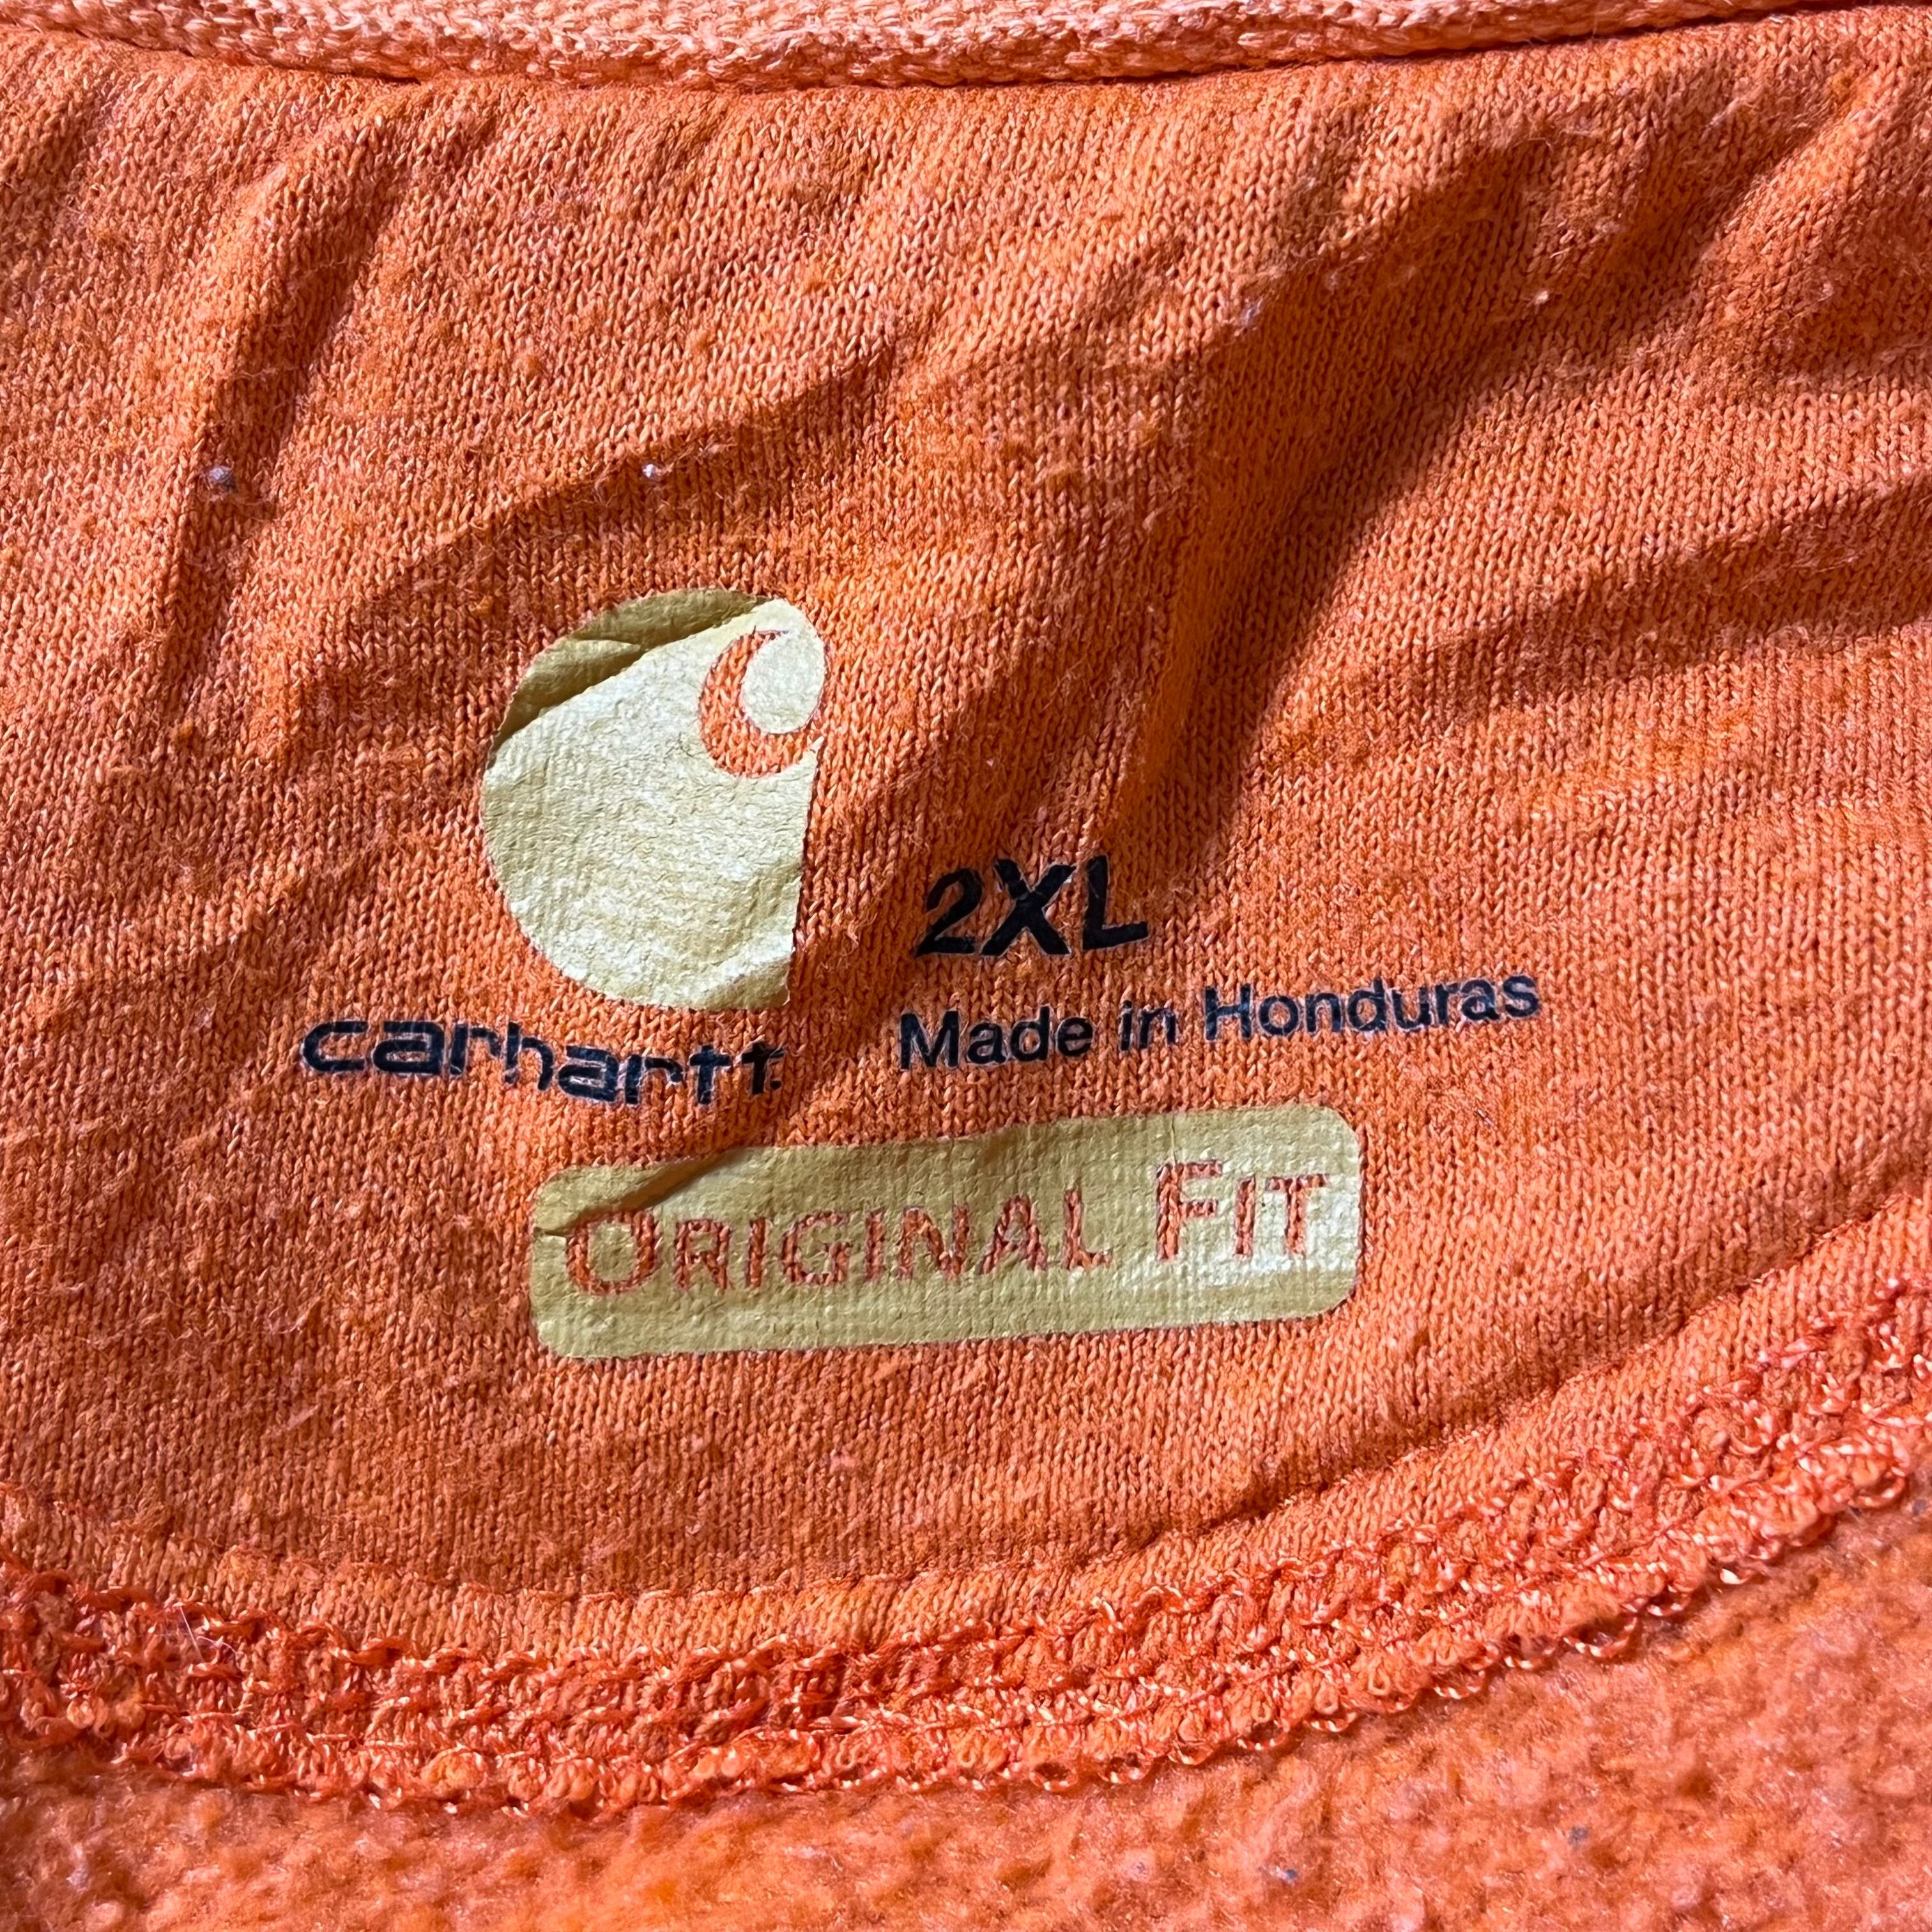 carhartt
2XL
Made in Honduras
ORIGINAL FIT